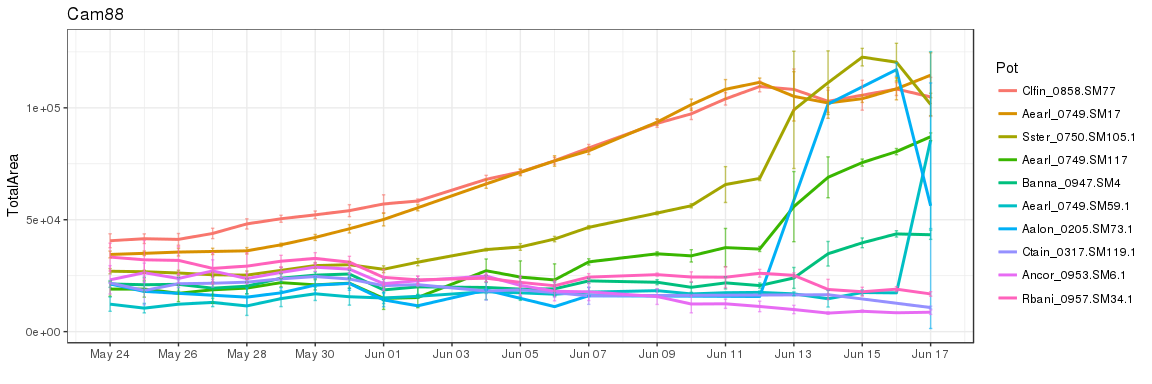 Cam88
TotalArea
1e+05
5e+04
0e+00
May 24 May 26 May 28 May 30 Jun 01 Jun 03 Jun 05 Jun 07 Jun 09 Jun 11 Jun 13 Jun 15 Jun 17
Pot
Clfin_0858.SM77
Aearl_0749.SM17
Sster_0750.SM105.1
Aearl_0749.SM117
Banna_0947.SM4
Aearl_0749.SM59.1
Aalon_0205.SM73.1
Ctain_0317.SM119.1
Ancor_0953.SM6.1
Rbani_0957.SM34.1